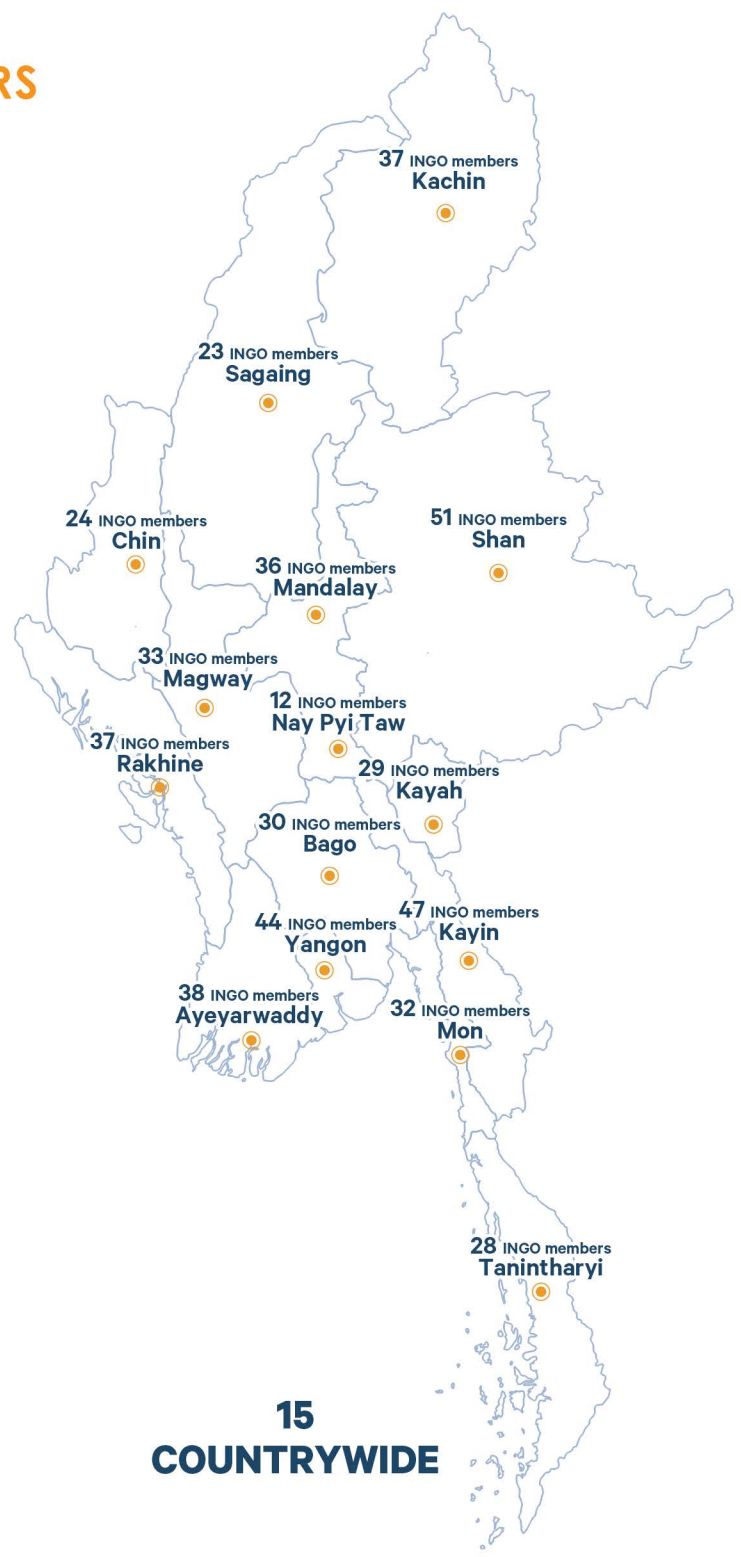 RS
37 INGO members
Kachin
23 INGO members
Sagaing
24 INGO members
Chin
51 INGO members
Shan
36 INGO members
Mandalay
33 INGO members
Magway
12 INGO members
Nay Pyi Taw
37 INGO members
Rakhine
29 INGO members
Kayah
30 INGO members
Bago
44 INGO members
Yangon
47 INGO members
Kayin
38 INGO members
Ayeyarwaddy
32 INGO members
Mon
28 INGO members
Tanintharyi
15
COUNTRYWIDE